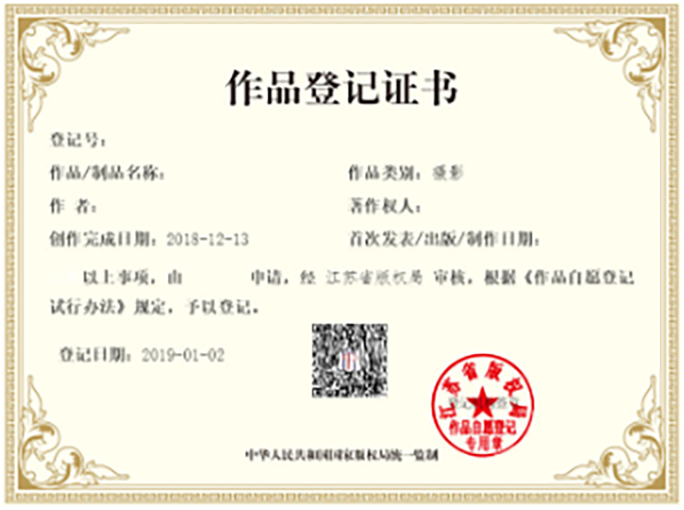 作品登记证书
登记号：
作品/制品名称： 作品类别：摄影
作 者： 著作权人：
创作完成日期：2018-12-13 首次发表/出版/制作日期：
以上事项，由 申请，经 江苏省版权局 审核，根据《作品自愿登记
试行办法》规定，予以登记。
登记日期：2019-01-02
江苏省版权局
作品自愿登记
专用章
中华人民共和国国家版权局统一监制